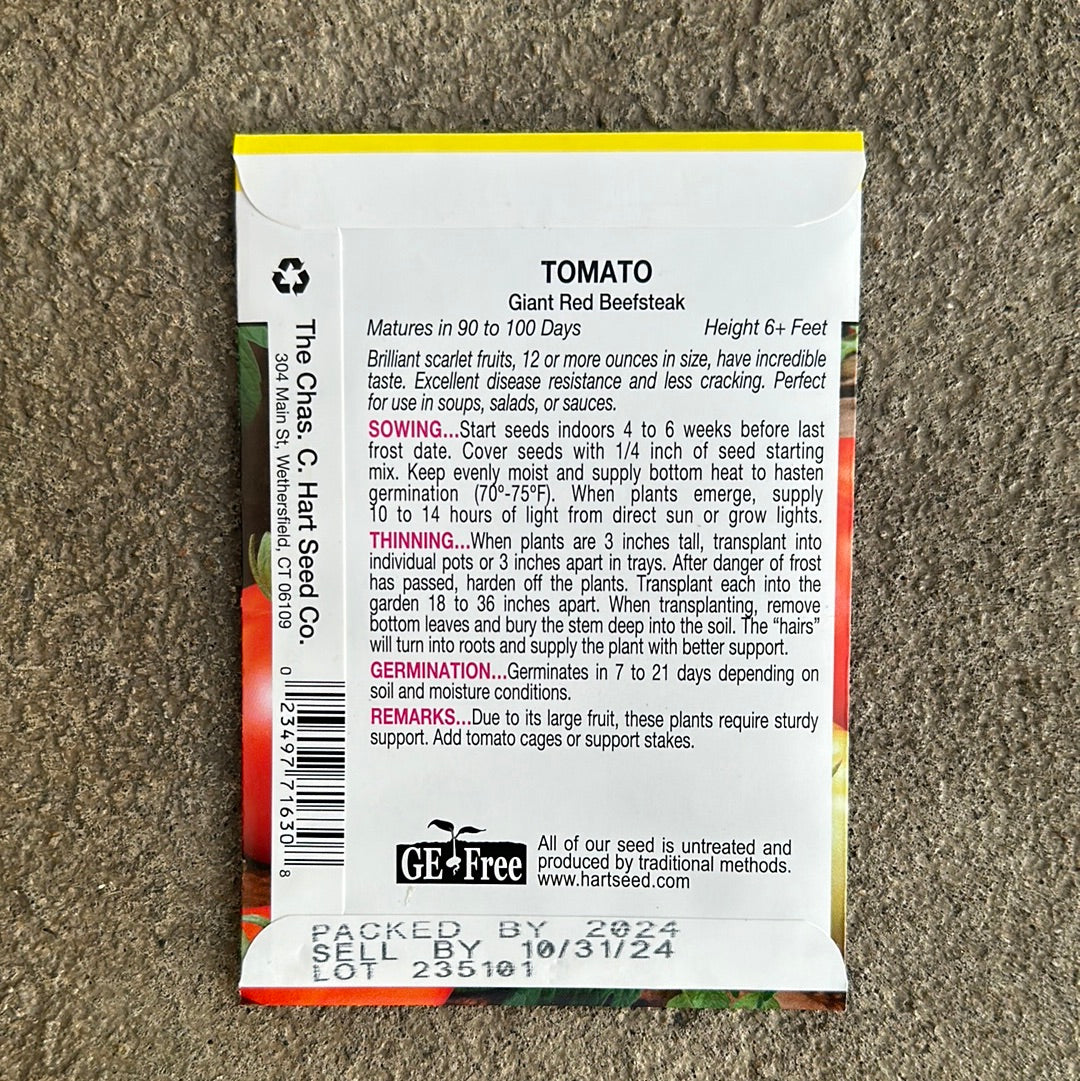 TOMATO
Giant Red Beefsteak
Matures in 90 to 100 Days Height 6+ Feet
Brilliant scarlet fruits, 12 or more ounces in size, have incredible
taste. Excellent disease resistance and less cracking. Perfect
for use in soups, salads, or sauces.
SOWING...Start seeds indoors 4 to 6 weeks before last
frost date. Cover seeds with 1/4 inch of seed starting
mix. Keep evenly moist and supply bottom heat to hasten
germination (70º-75ºF). When plants emerge, supply
10 to 14 hours of light from direct sun or grow lights.
THINNING...When plants are 3 inches tall, transplant into
individual pots or 3 inches apart in trays. After danger of frost
has passed, harden off the plants. Transplant each into the
garden 18 to 36 inches apart. When transplanting, remove
bottom leaves and bury the stem deep into the soil. The “hairs”
will turn into roots and supply the plant with better support.
GERMINATION...Germinates in 7 to 21 days depending on
soil and moisture conditions.
REMARKS...Due to its large fruit, these plants require sturdy
support. Add tomato cages or support stakes.
GE Free
All of our seed is untreated and
produced by traditional methods.
www.hartseed.com
The Chas. C. Hart Seed Co.
304 Main St, Wethersfield, CT 06109
0 23497 71630 8
PACKED BY 2024
SELL BY 10/31/24
LOT 235101